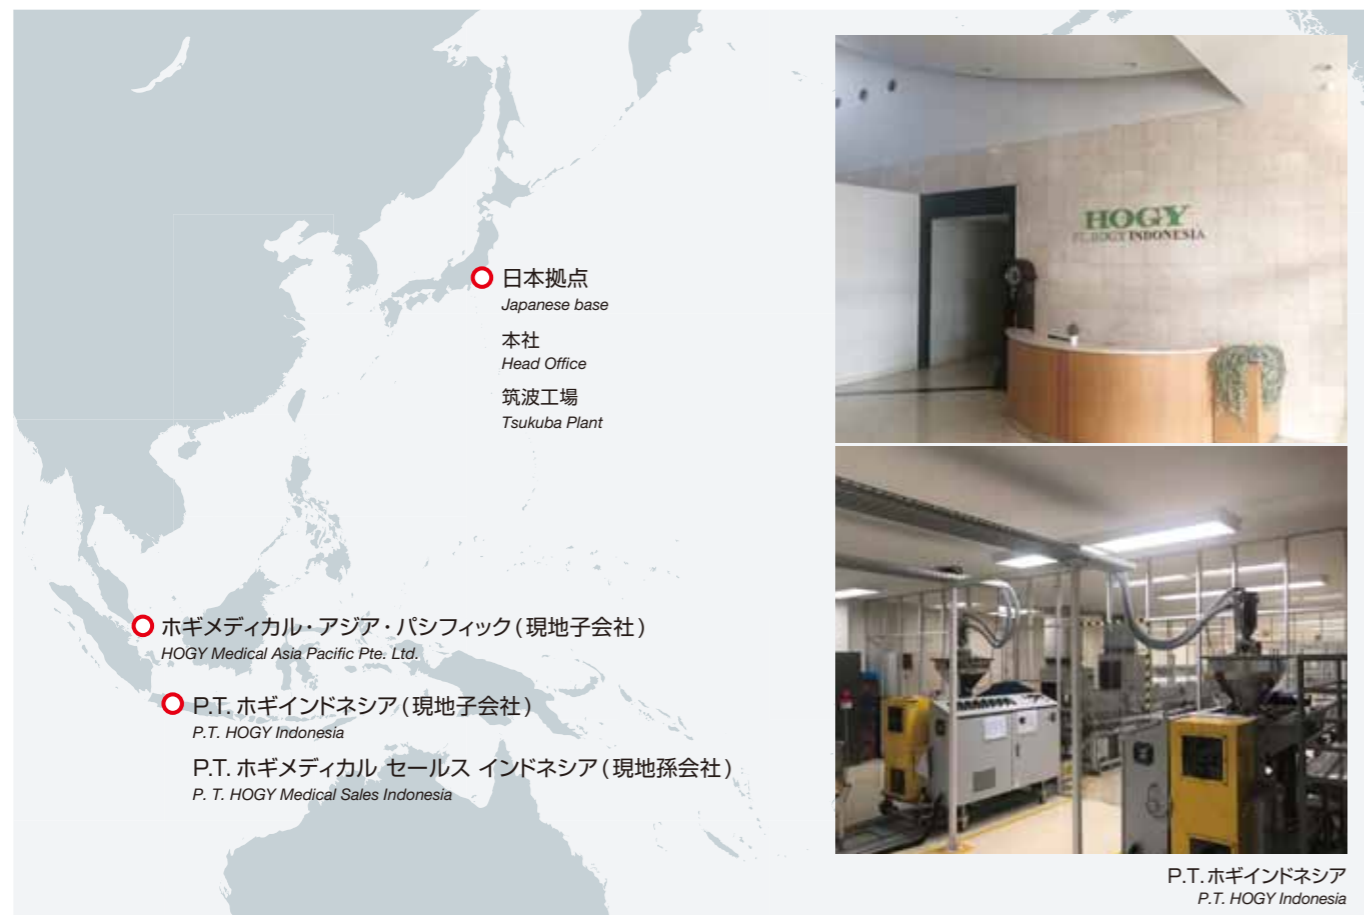 日本拠点
Japanese base
本社
Head Office
筑波工場
Tsukuba Plant
ホギメディカル・アジア・パシフィック(現地子会社)
HOGY Medical Asia Pacific Pte. Ltd.
P.T. ホギインドネシア(現地子会社)
P.T. HOGY Indonesia
P.T. ホギメディカル セールス インドネシア(現地孫会社)
P. T. HOGY Medical Sales Indonesia
HOGY
PT. HOGY INDONESIA
P.T. ホギインドネシア
P.T. HOGY Indonesia